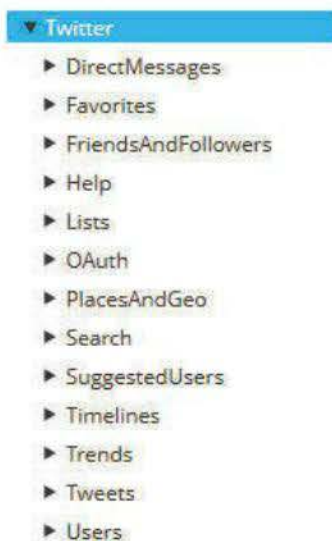 Twitter
DirectMessages
Favorites
FriendsAndFollowers
Help
Lists
OAuth
PlacesAndGeo
Search
SuggestedUsers
Timelines
Trends
Tweets
Users